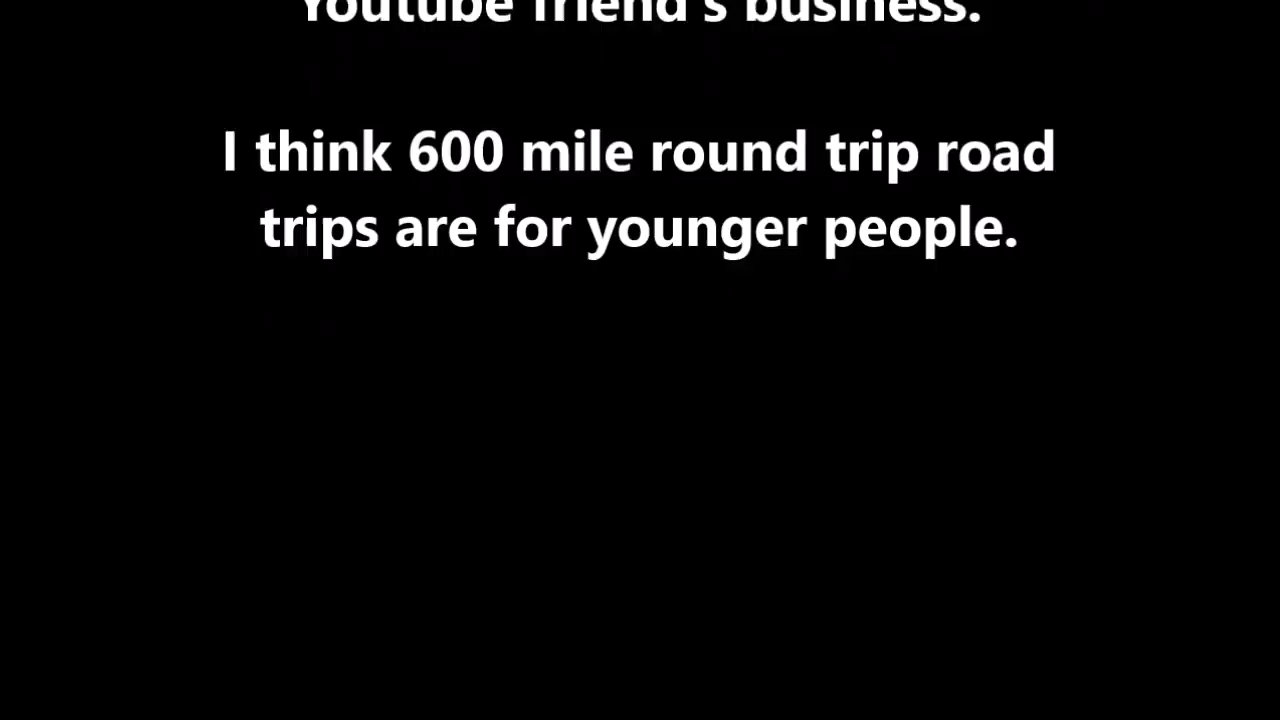 Youtube friend's business.
I think 600 mile round trip road
trips are for younger people.